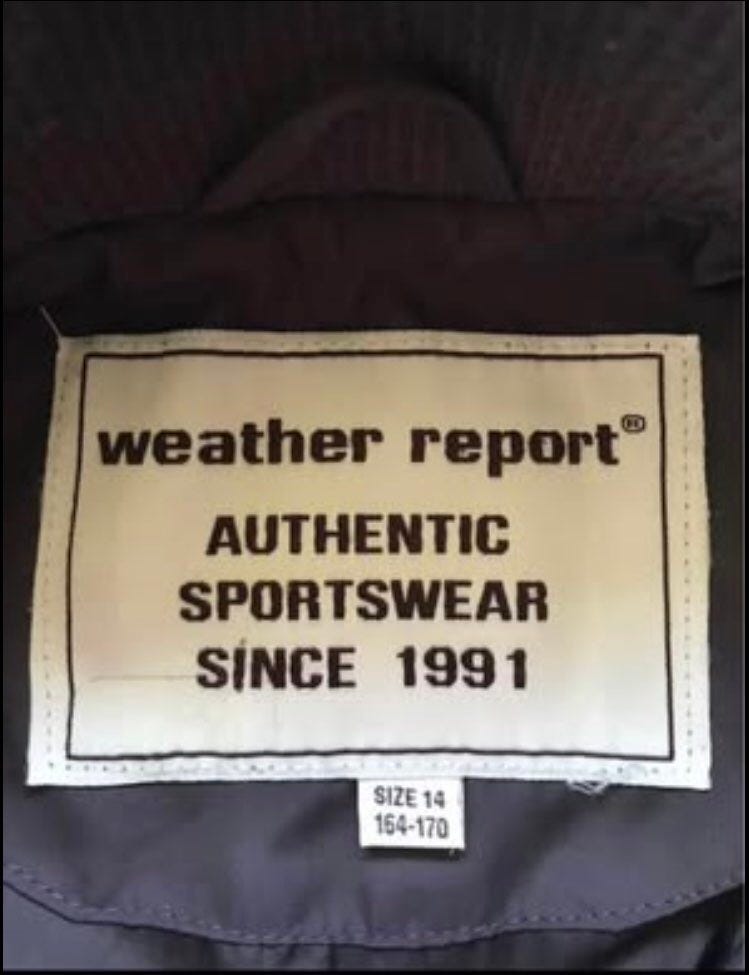 weather report®
AUTHENTIC
SPORTSWEAR
SINCE 1991
SIZE 14
164-170